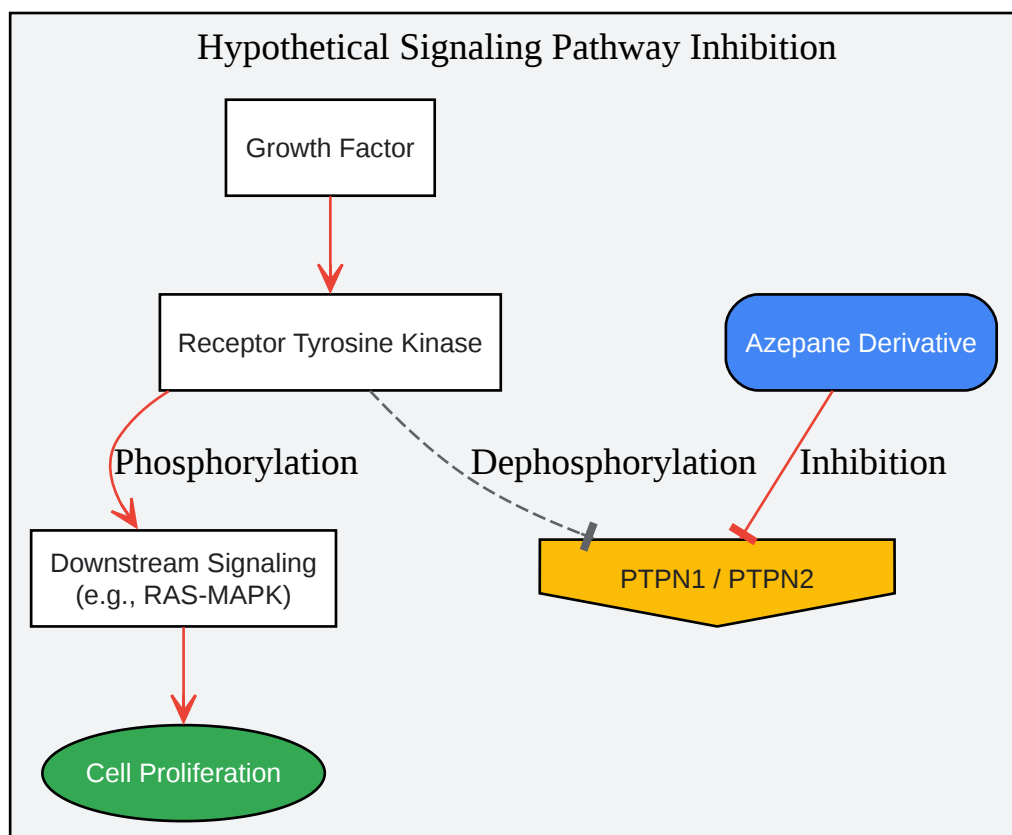 Hypothetical Signaling Pathway Inhibition
Growth Factor
Receptor Tyrosine Kinase
Azepane Derivative
Phosphorylation
Dephosphorylation
Inhibition
Downstream Signaling
(e.g., RAS-MAPK)
PTPN1 / PTPN2
Cell Proliferation